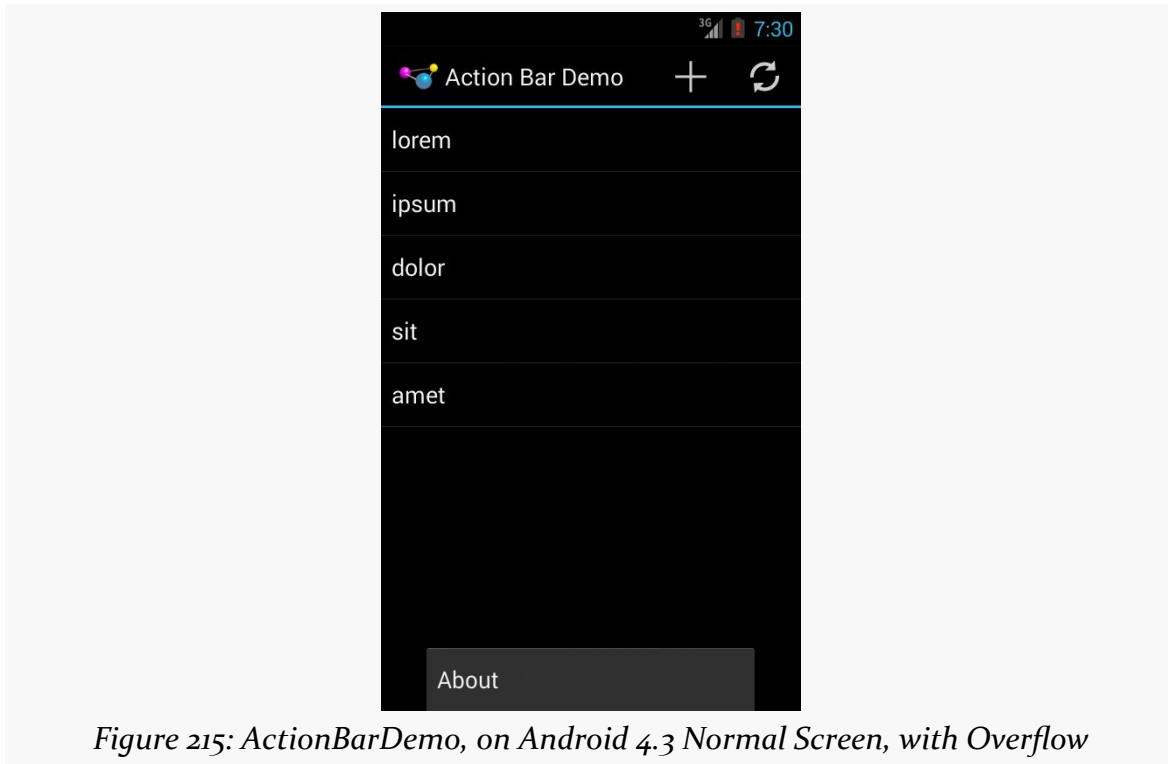 3G 7:30
Action Bar Demo
lorem
ipsum
dolor
sit
amet
About
Figure 215: ActionBarDemo, on Android 4.3 Normal Screen, with Overflow